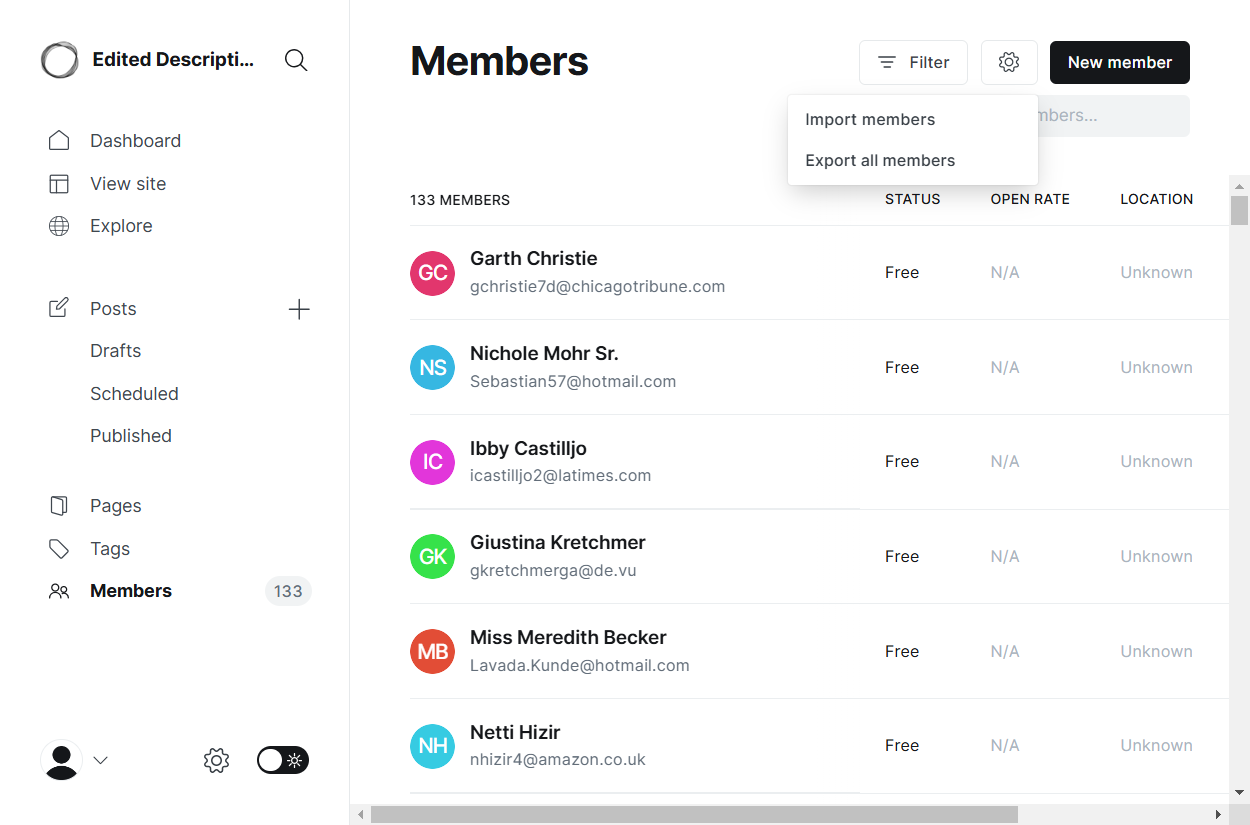 Edited Descripti...
Dashboard
View site
Explore
Posts
Drafts
Scheduled
Published
Pages
Tags
Members
133
Members
Filter
New member
Import members
Export all members
133 MEMBERS
STATUS
OPEN RATE
LOCATION
GC
Garth Christie
gchristie7d@chicagotribune.com
Free
N/A
Unknown
NS
Nichole Mohr Sr.
Sebastian57@hotmail.com
Free
N/A
Unknown
IC
Ibby Castilljo
icastilljo2@latimes.com
Free
N/A
Unknown
GK
Giustina Kretchmer
gkretchmerga@de.vu
Free
N/A
Unknown
MB
Miss Meredith Becker
Lavada.Kunde@hotmail.com
Free
N/A
Unknown
NH
Netti Hizir
nhizir4@amazon.co.uk
Free
N/A
Unknown